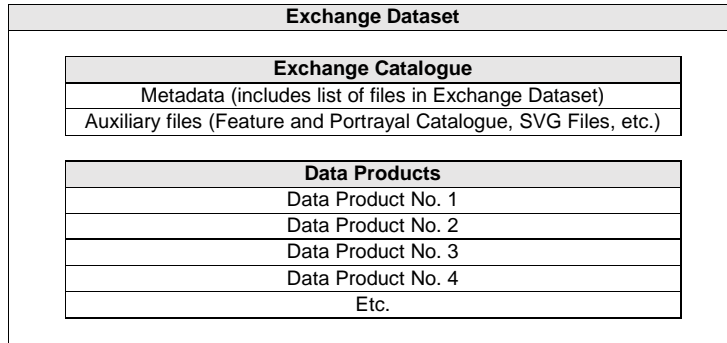 Exchange Dataset
Exchange Catalogue
Metadata (includes list of files in Exchange Dataset)
Auxiliary files (Feature and Portrayal Catalogue, SVG Files, etc.)
Data Products
Data Product No. 1
Data Product No. 2
Data Product No. 3
Data Product No. 4
Etc.